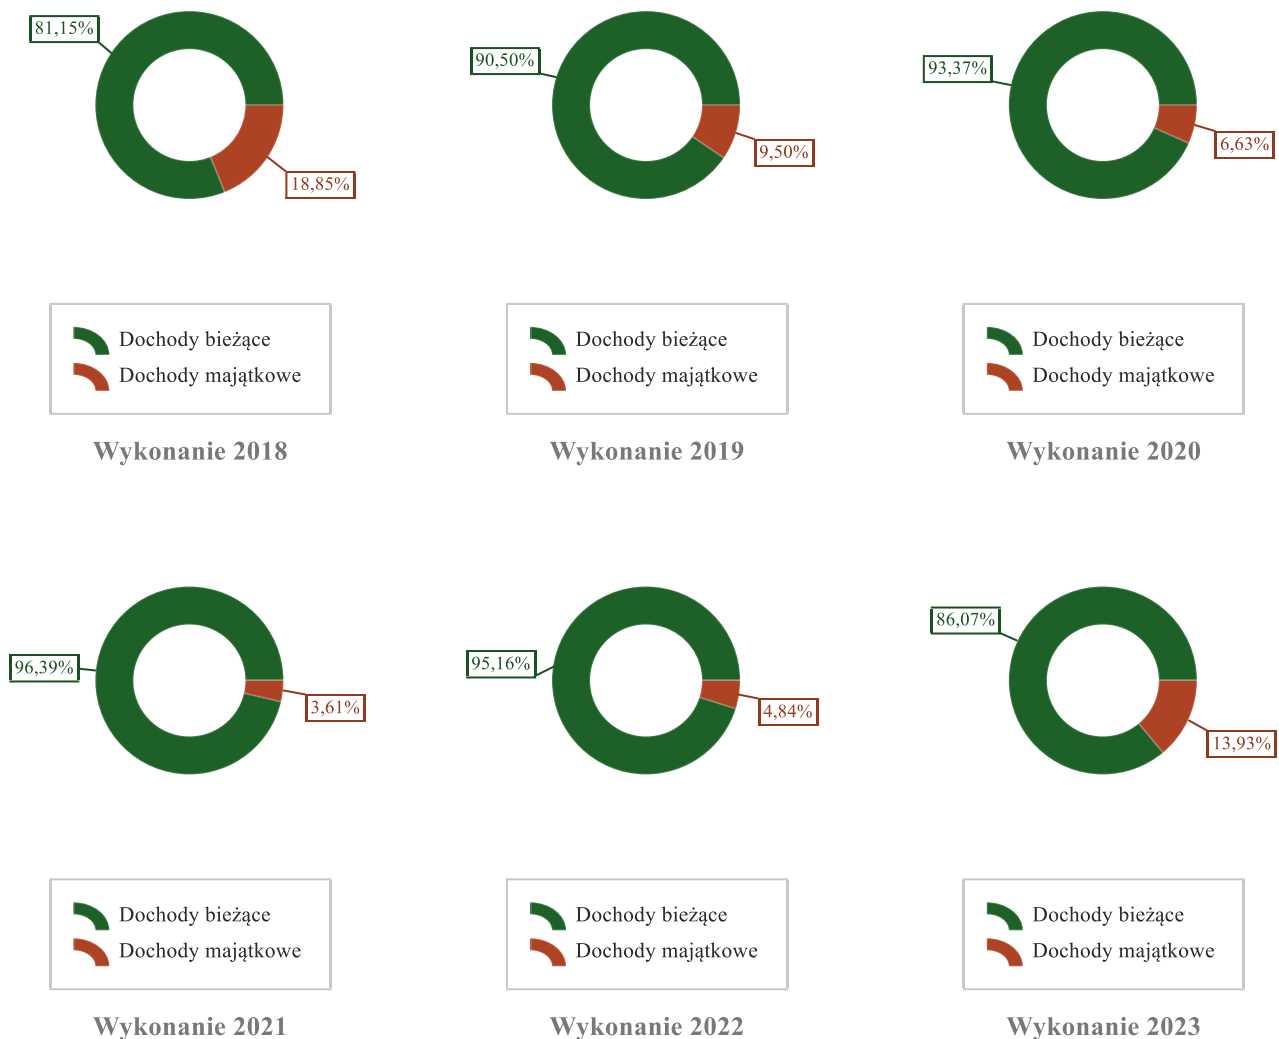 81,15%
18,85%
Dochody bieżące
Dochody majątkowe
Wykonanie 2018
90,50%
9,50%
Dochody bieżące
Dochody majątkowe
Wykonanie 2019
93,37%
6,63%
Dochody bieżące
Dochody majątkowe
Wykonanie 2020
96,39%
3,61%
Dochody bieżące
Dochody majątkowe
Wykonanie 2021
95,16%
4,84%
Dochody bieżące
Dochody majątkowe
Wykonanie 2022
86,07%
13,93%
Dochody bieżące
Dochody majątkowe
Wykonanie 2023